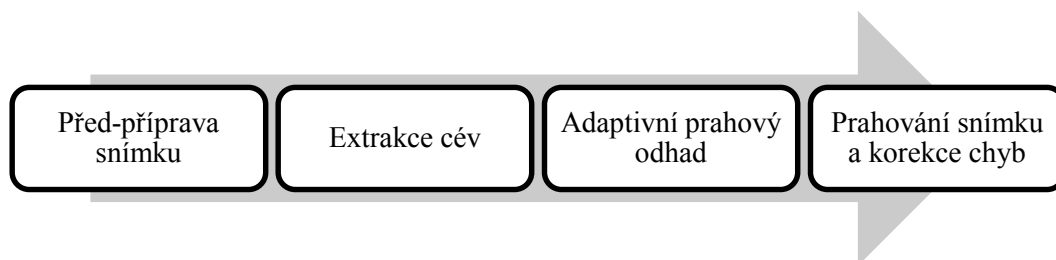 Před-příprava
snímku
Extrakce cév
Adaptivní prahový
odhad
Prahování snímku
a korekce chyb